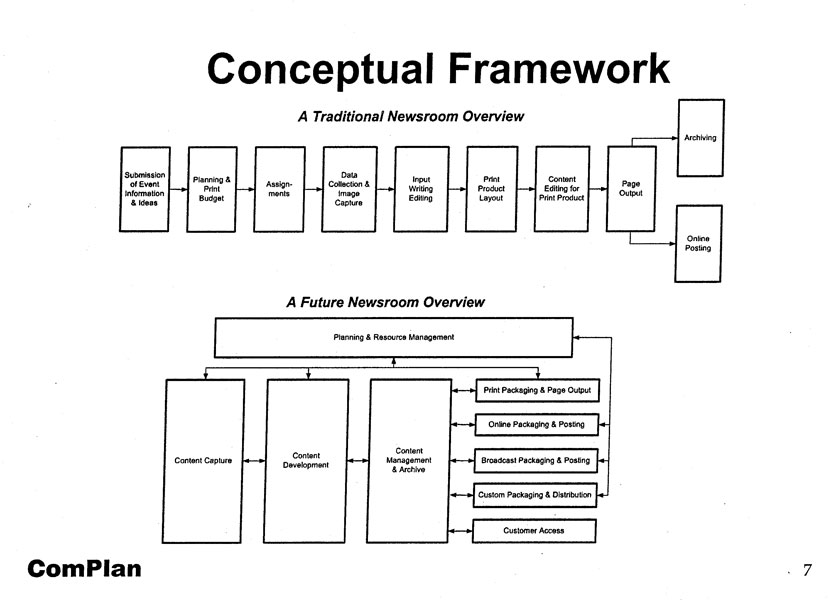 Conceptual Framework
A Traditional Newsroom Overview
Submission
of Event
Information
& Ideas
Planning &
Print
Budget
Assign-
ments
Data
Collection &
Image
Capture
Input
Writing
Editing
Print
Product
Layout
Content
Editing for
Print Product
Page
Output
Archiving
Online
Posting
A Future Newsroom Overview
Planning & Resource Management
Content Capture
Content
Development
Content
Management
& Archive
Print Packaging & Page Output
Online Packaging & Posting
Broadcast Packaging & Posting
Custom Packaging & Distribution
Customer Access
ComPlan
7